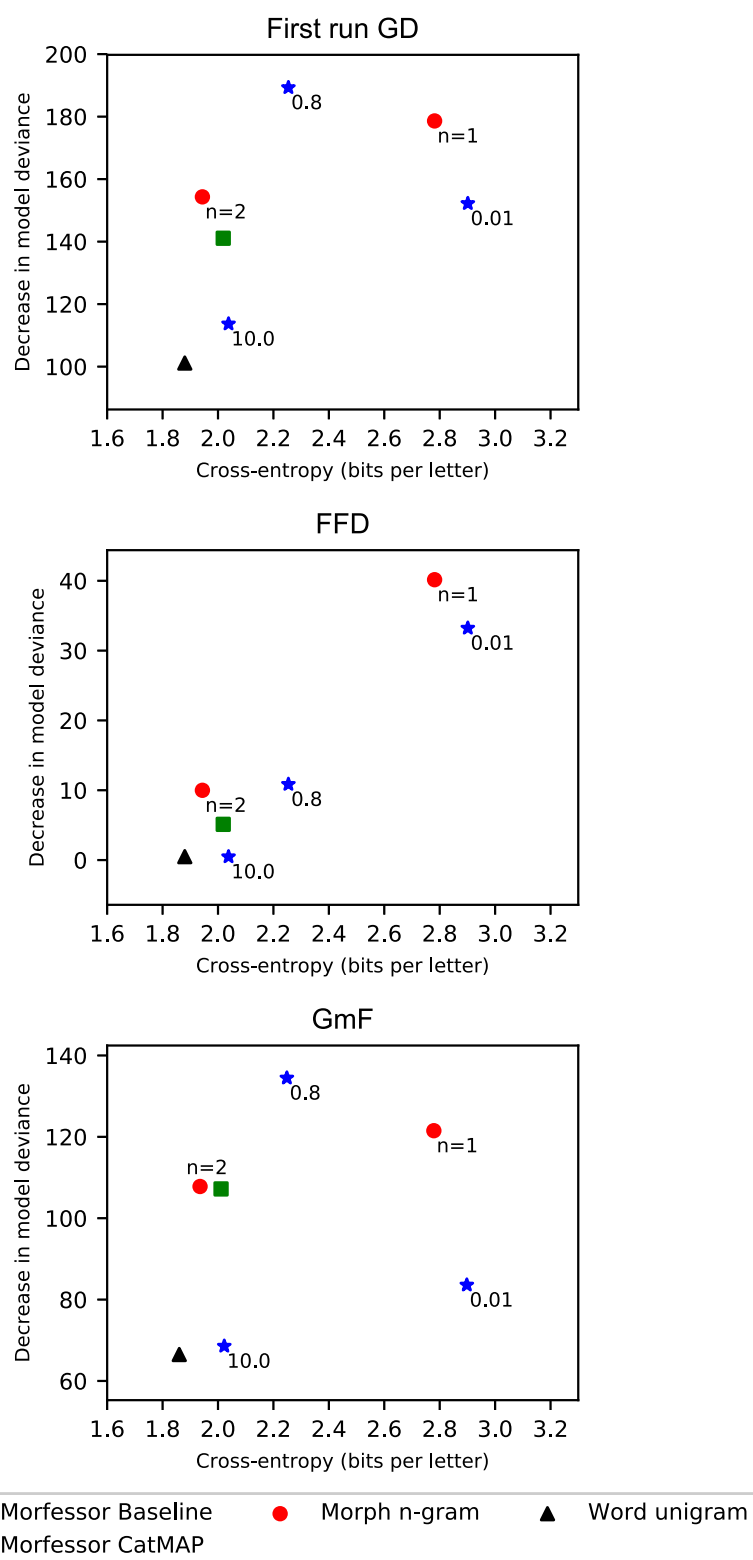 First run GD
Decrease in model deviance
200
180
160
140
120
100
0.8
n=1
n=2
0.01
10.0
1.6 1.8 2.0 2.2 2.4 2.6 2.8 3.0 3.2
Cross-entropy (bits per letter)
FFD
Decrease in model deviance
40
30
20
10
0
n=1
0.01
0.8
n=2
10.0
1.6 1.8 2.0 2.2 2.4 2.6 2.8 3.0 3.2
Cross-entropy (bits per letter)
GmF
Decrease in model deviance
140
120
100
80
60
0.8
n=1
n=2
0.01
10.0
1.6 1.8 2.0 2.2 2.4 2.6 2.8 3.0 3.2
Cross-entropy (bits per letter)
Morfessor Baseline Morph n-gram Word unigram
Morfessor CatMAP